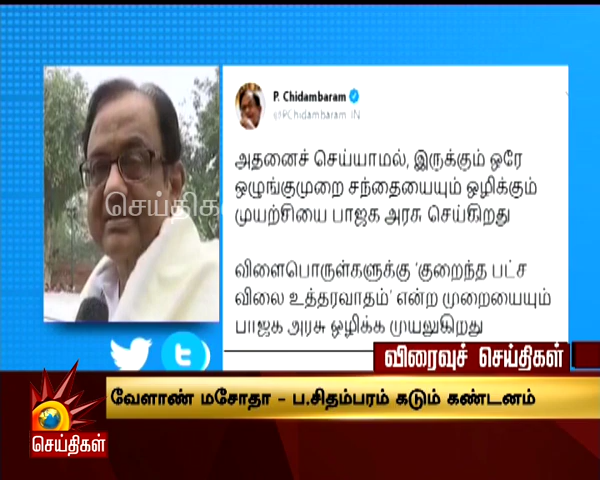 P. Chidambaram
@PChidambaram_IN
அதனைச் செய்யாமல், இருக்கும் ஒரே
ஒழுங்குமுறை சந்தையையும் ஒழிக்கும்
முயற்சியை பாஜக அரசு செய்கிறது
விளைபொருள்களுக்கு 'குறைந்த பட்ச
விலை உத்தரவாதம்' என்ற முறையையும்
பாஜக அரசு ஒழிக்க முயலுகிறது
செய்திக
விரைவுச் செய்திகள்
வேளாண் மசோதா - ப.சிதம்பரம் கடும் கண்டனம்
செய்திகள்